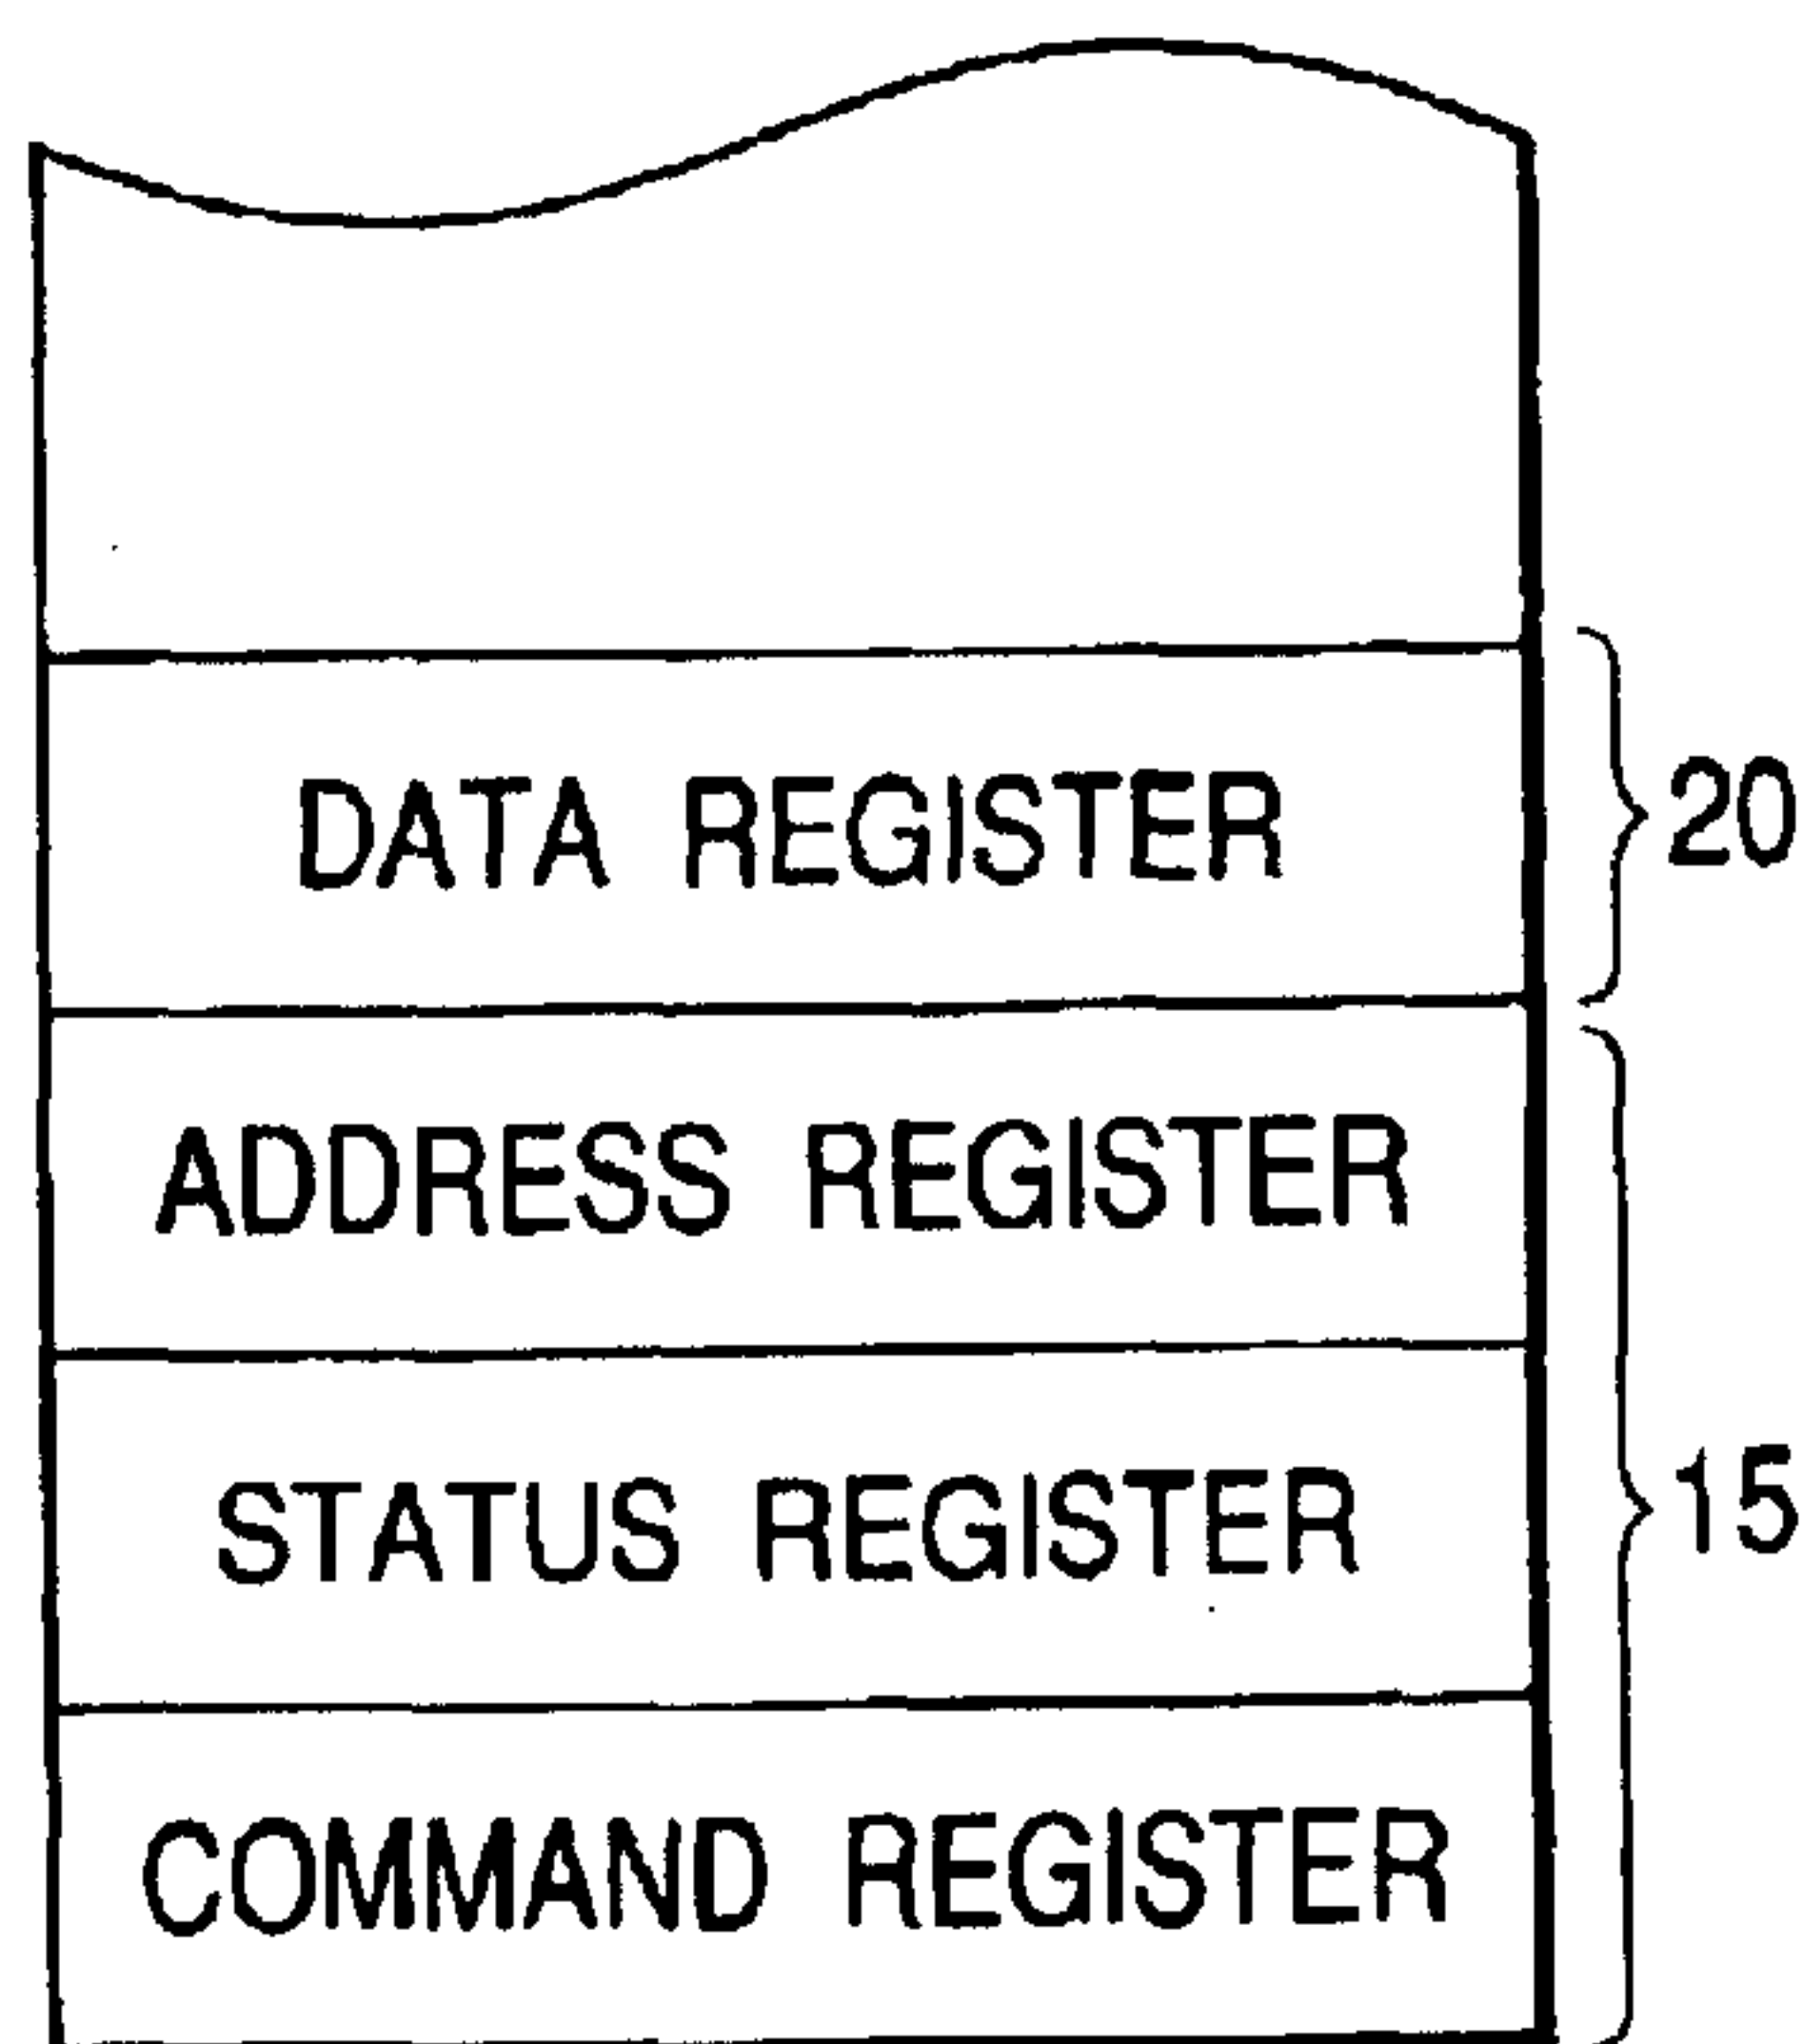 DATA REGISTER
20
ADDRESS REGISTER
STATUS REGISTER
15
COMMAND REGISTER